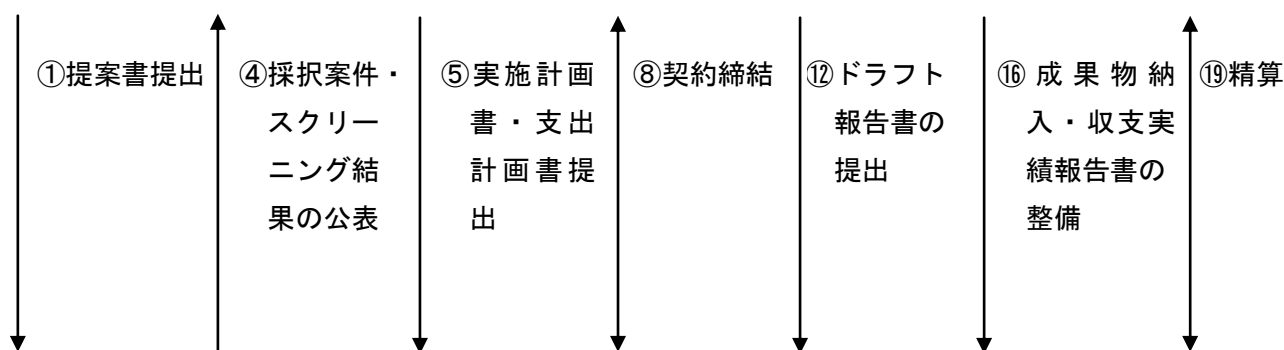 ①提案書提出
④採択案件・
スクリー
ニング結
果の公表
⑤実施計画
書・支出
計画書提
出
⑧契約締結
⑫ドラフト
報告書の
提出
⑯成果物納
入・収支実
績報告書の
整備
⑲精算